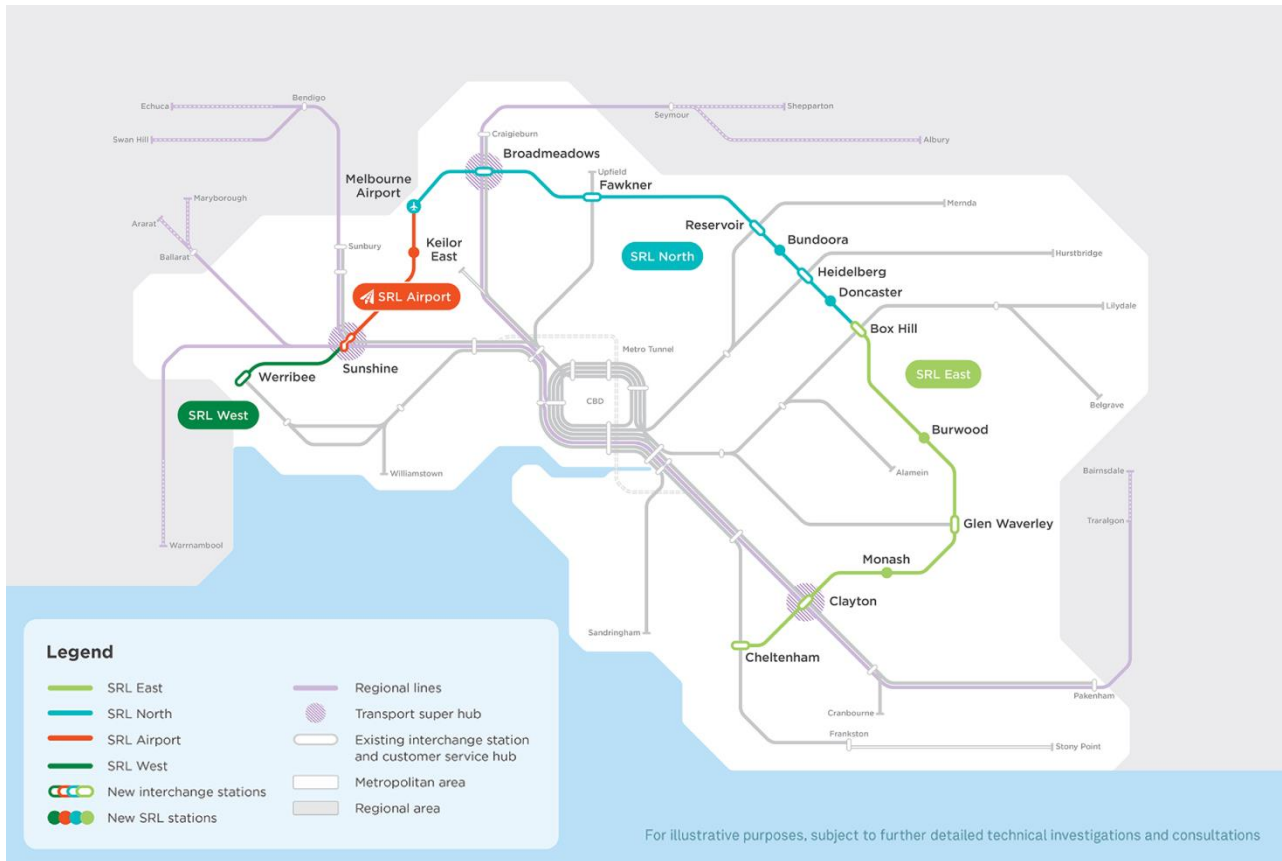 Echuca
Bendigo
Swan Hill
Seymour
Shepparton
Albury
Craigieburn
Broadmeadows
Melbourne
Airport
Upfield
Fawkner
Maryborough
Ararat
Ballarat
Sunbury
Keilor
East
Mernda
Reservoir
Bundoora
SRL North
Hurstbridge
Heidelberg
Doncaster
SRL Airport
Lilydale
Box Hill
Metro Tunnel
Sunshine
Werribee
SRL East
CBD
Belgrave
SRL West
Burwood
Williamstown
Alamein
Bairnsdale
Glen Waverley
Traralgon
Warrnambool
Monash
Clayton
Sandringham
Cheltenham
Pakenham
Cranbourne
Frankston
Stony Point
Legend
SRL East
SRL North
SRL Airport
SRL West
New interchange stations
New SRL stations
Regional lines
Transport super hub
Existing interchange station
and customer service hub
Metropolitan area
Regional area
For illustrative purposes, subject to further detailed technical investigations and consultations